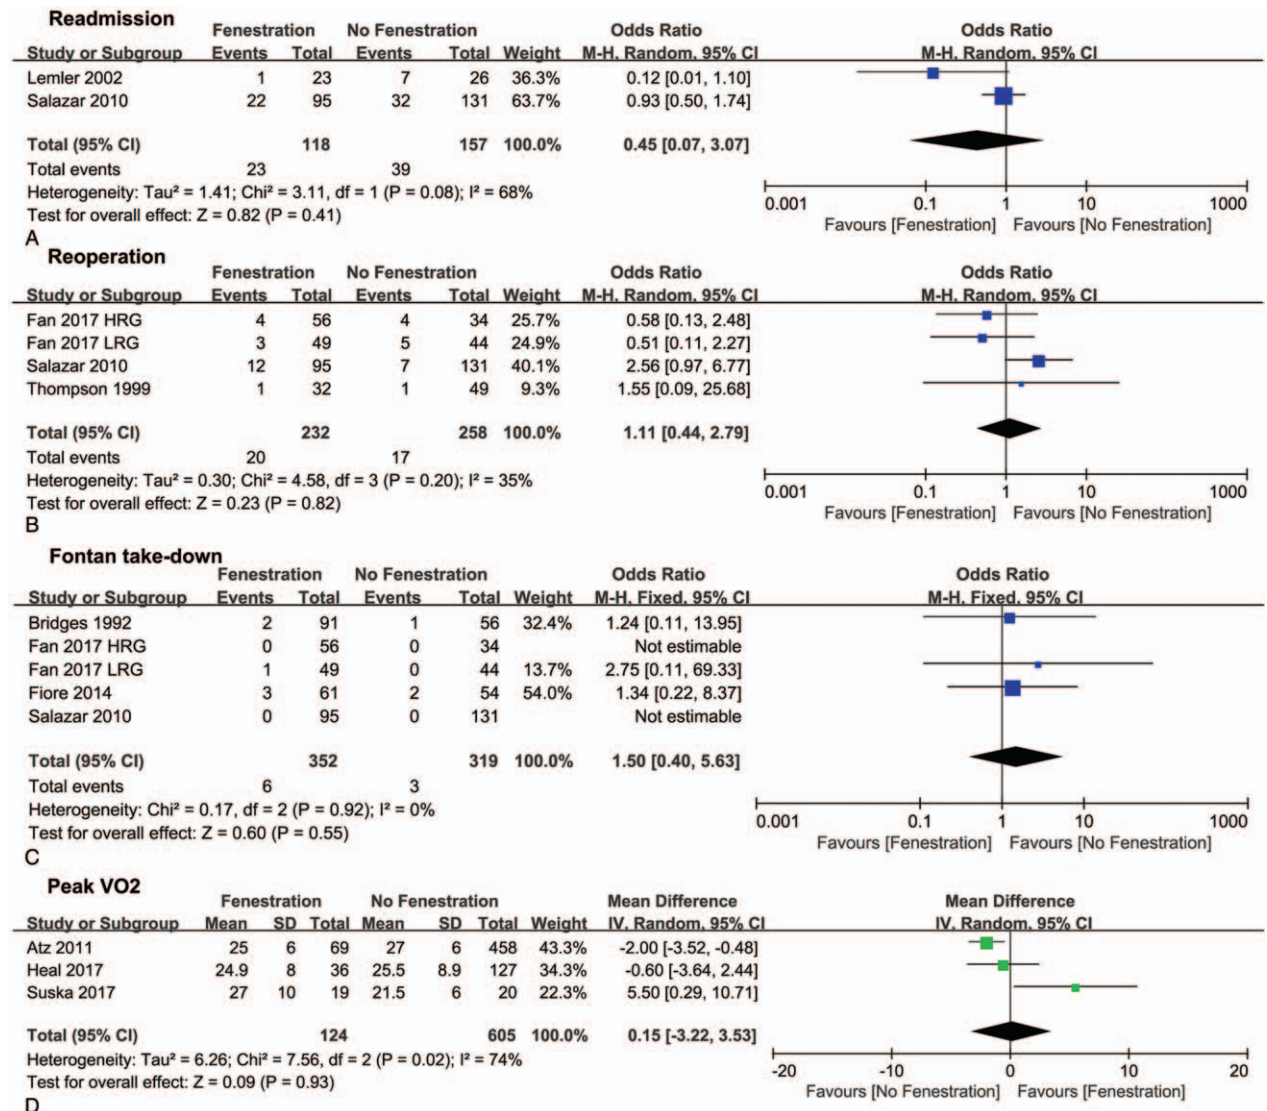 Readmission
Fenestration No Fenestration Odds Ratio Odds Ratio
Study or Subgroup Events Total Events Total Weight M-H, Random, 95% CI M-H, Random, 95% CI
Lemler 2002 1 23 7 26 36.3% 0.12 [0.01, 1.10]
Salazar 2010 22 95 32 131 63.7% 0.93 [0.50, 1.74]
Total (95% CI) 118 157 100.0% 0.45 [0.07, 3.07]
Total events 23 39
Heterogeneity: Tau² = 1.41; Chi² = 3.11, df = 1 (P = 0.08); I² = 68%
Test for overall effect: Z = 0.82 (P = 0.41)
0.001 0.1 1 10 1000
Favours [Fenestration] Favours [No Fenestration]
A
Reoperation
Fenestration No Fenestration Odds Ratio Odds Ratio
Study or Subgroup Events Total Events Total Weight M-H, Random, 95% CI M-H, Random, 95% CI
Fan 2017 HRG 4 56 4 34 25.7% 0.58 [0.13, 2.48]
Fan 2017 LRG 3 49 5 44 24.9% 0.51 [0.11, 2.27]
Salazar 2010 12 95 7 131 40.1% 2.56 [0.97, 6.77]
Thompson 1999 1 32 1 49 9.3% 1.55 [0.09, 25.68]
Total (95% CI) 232 258 100.0% 1.11 [0.44, 2.79]
Total events 20 17
Heterogeneity: Tau² = 0.30; Chi² = 4.58, df = 3 (P = 0.20); I² = 35%
Test for overall effect: Z = 0.23 (P = 0.82)
0.001 0.1 1 10 1000
Favours [Fenestration] Favours [No Fenestration]
B
Fontan take-down
Fenestration No Fenestration Odds Ratio Odds Ratio
Study or Subgroup Events Total Events Total Weight M-H, Fixed, 95% CI M-H, Fixed, 95% CI
Bridges 1992 2 91 1 56 32.4% 1.24 [0.11, 13.95]
Fan 2017 HRG 0 56 0 34 Not estimable
Fan 2017 LRG 1 49 0 44 13.7% 2.75 [0.11, 69.33]
Fiore 2014 3 61 2 54 54.0% 1.34 [0.22, 8.37]
Salazar 2010 0 95 0 131 Not estimable
Total (95% CI) 352 319 100.0% 1.50 [0.40, 5.63]
Total events 6 3
Heterogeneity: Chi² = 0.17, df = 2 (P = 0.92); I² = 0%
Test for overall effect: Z = 0.60 (P = 0.55)
0.001 0.1 1 10 1000
Favours [Fenestration] Favours [No Fenestration]
C
Peak VO2
Fenestration No Fenestration Mean Difference Mean Difference
Study or Subgroup Mean SD Total Mean SD Total Weight IV, Random, 95% CI IV, Random, 95% CI
Atz 2011 25 6 69 27 6 458 43.3% -2.00 [-3.52, -0.48]
Heal 2017 24.9 8 36 25.5 8.9 127 34.3% -0.60 [-3.64, 2.44]
Suska 2017 27 10 19 21.5 6 20 22.3% 5.50 [0.29, 10.71]
Total (95% CI) 124 605 100.0% 0.15 [-3.22, 3.53]
Heterogeneity: Tau² = 6.26; Chi² = 7.56, df = 2 (P = 0.02); I² = 74%
Test for overall effect: Z = 0.09 (P = 0.93)
-20 -10 0 10 20
Favours [No Fenestration] Favours [Fenestration]
D